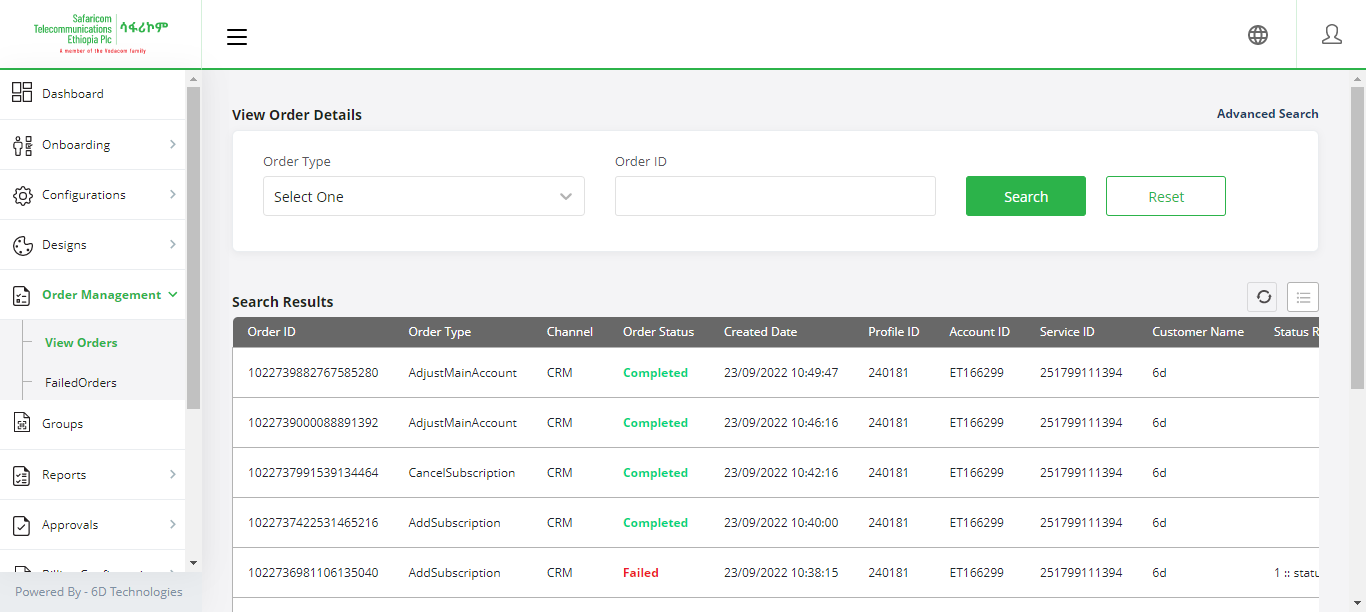 Safaricom
Telecommunications
Ethiopia Plc
ሳፋሪኮም
A member of the Vodacom family
Dashboard
Onboarding
Configurations
Designs
Order Management
View Orders
FailedOrders
Groups
Reports
Approvals
Powered By - 6D Technologies
View Order Details
Advanced Search
Order Type
Order ID
Select One
Search
Reset
Search Results
Order ID Order Type Channel Order Status Created Date Profile ID Account ID Service ID Customer Name Status R
1022739882767585280 AdjustMainAccount CRM Completed 23/09/2022 10:49:47 240181 ET166299 251799111394 6d
1022739000088891392 AdjustMainAccount CRM Completed 23/09/2022 10:46:16 240181 ET166299 251799111394 6d
1022737991539134464 CancelSubscription CRM Completed 23/09/2022 10:42:16 240181 ET166299 251799111394 6d
1022737422531465216 AddSubscription CRM Completed 23/09/2022 10:40:00 240181 ET166299 251799111394 6d
1022736981106135040 AddSubscription CRM Failed 23/09/2022 10:38:15 240181 ET166299 251799111394 6d 1 :: statu